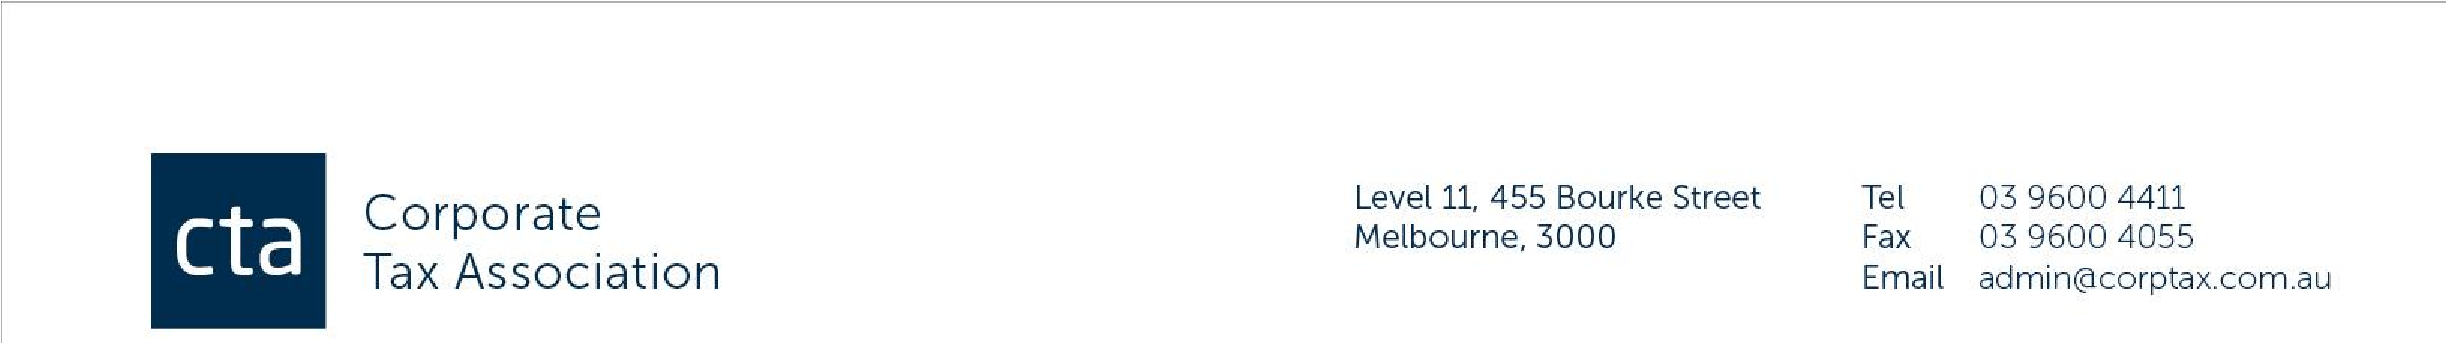 cta
Corporate
Tax Association
Level 11, 455 Bourke Street
Melbourne, 3000
Tel 03 9600 4411
Fax 03 9600 4055
Email admin@corptax.com.au